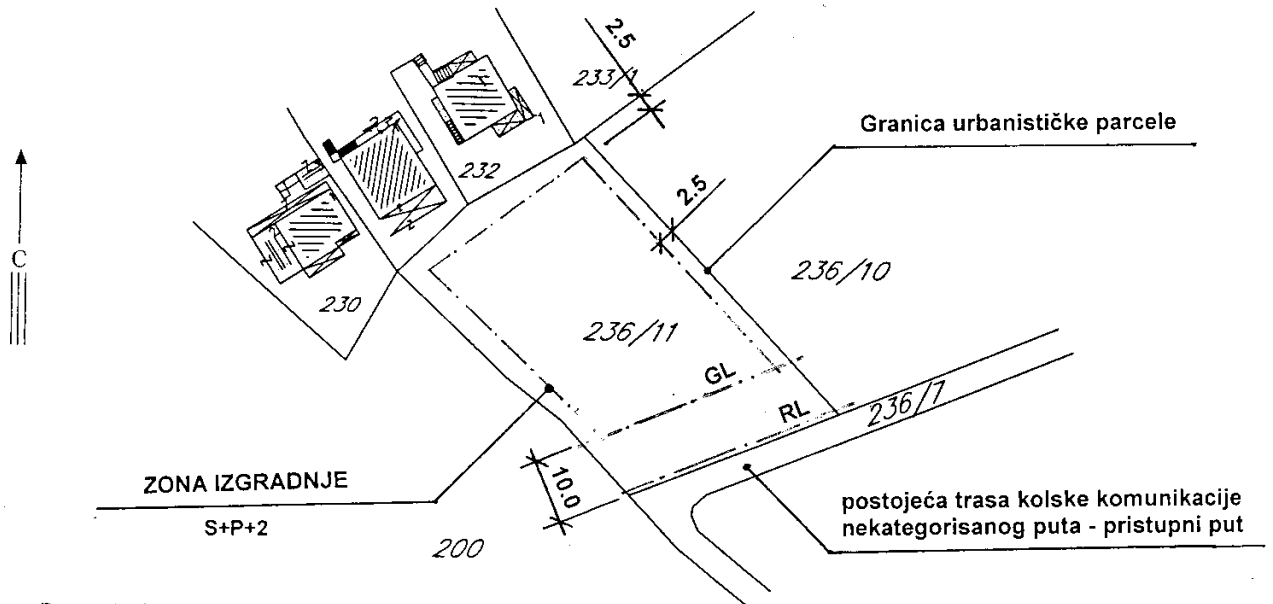 2.5
233/1
Granica urbanističke parcele
232
2.5
C
236/10
230
236/11
GL
RL
236/7
ZONA IZGRADNJE
S+P+2
10.0
postojeća trasa kolske komunikacije
nekategorisanog puta - pristupni put
200